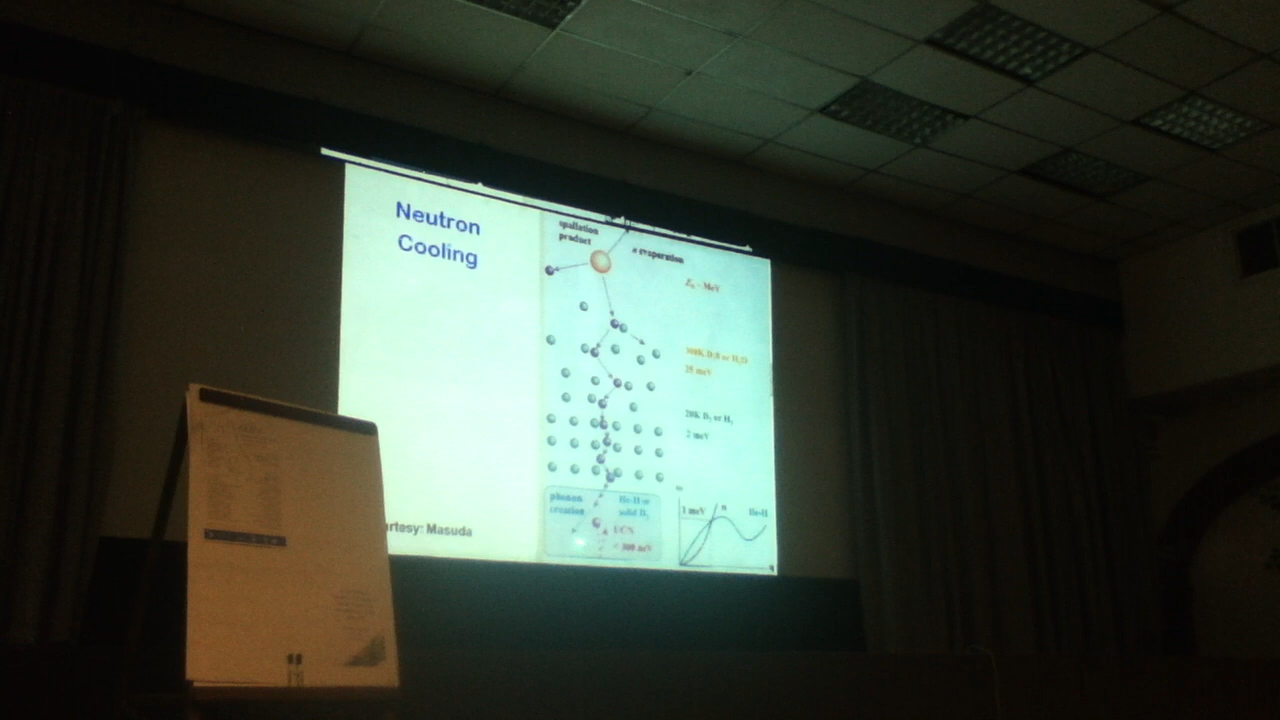 Neutron
Cooling
spallation
product
n evaporation
Eₙ ~ MeV
300K D₂O or H₂O
25 meV
20K D₂ or H₂
2 meV
phonon
creation
He-II or
solid D₂
UCN
< 300 neV
1 meV
n
He-II
rtesy: Masuda